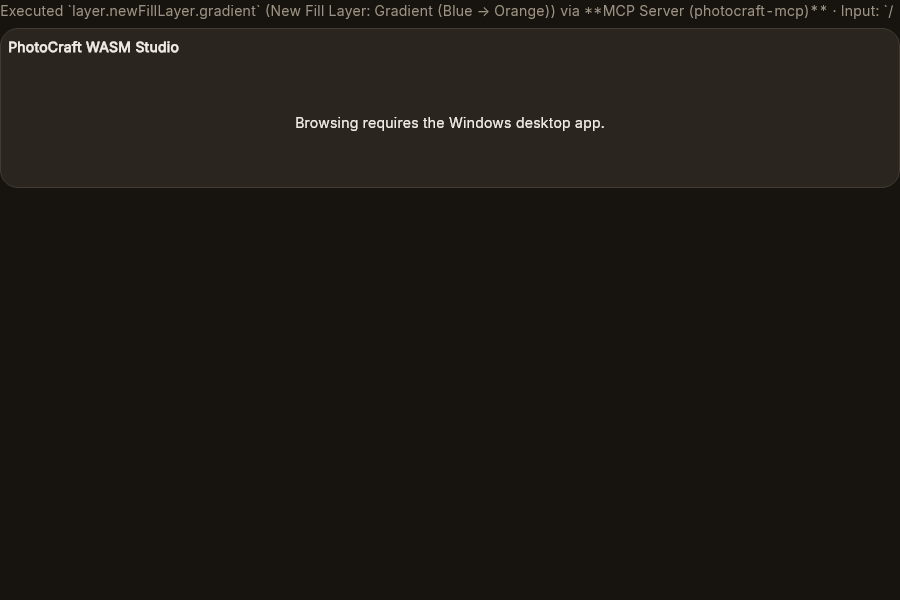 Executed `layer.newFillLayer.gradient` (New Fill Layer: Gradient (Blue → Orange)) via **MCP Server (photocraft-mcp)** · Input: `/
PhotoCraft WASM Studio
Browsing requires the Windows desktop app.